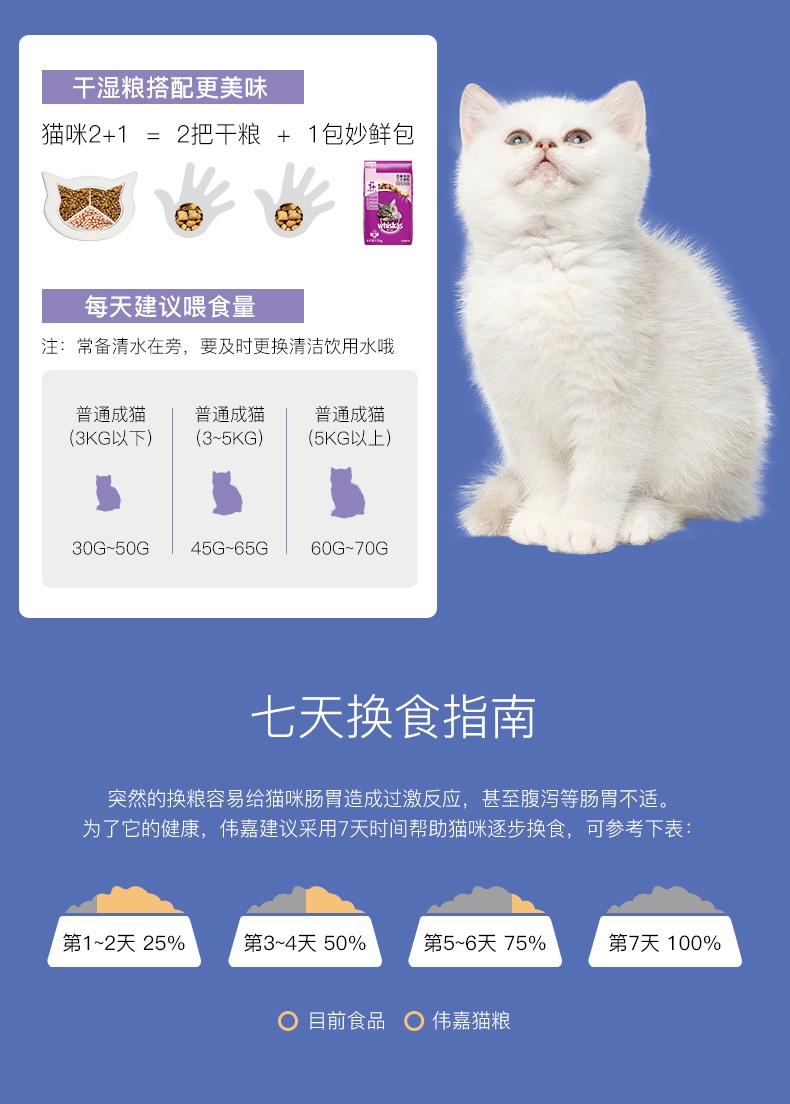 干湿粮搭配更美味
猫咪2+1 = 2把干粮 + 1包妙鲜包
1+
whiskas
每天建议喂食量
注：常备清水在旁，要及时更换清洁饮用水哦
普通成猫 普通成猫 普通成猫
(3KG以下) (3~5KG) (5KG以上)
30G~50G 45G~65G 60G~70G
七天换食指南
突然的换粮容易给猫咪肠胃造成过激反应，甚至腹泻等肠胃不适。
为了它的健康，伟嘉建议采用7天时间帮助猫咪逐步换食，可参考下表：
第1~2天 25% 第3~4天 50% 第5~6天 75% 第7天 100%
目前食品 伟嘉猫粮